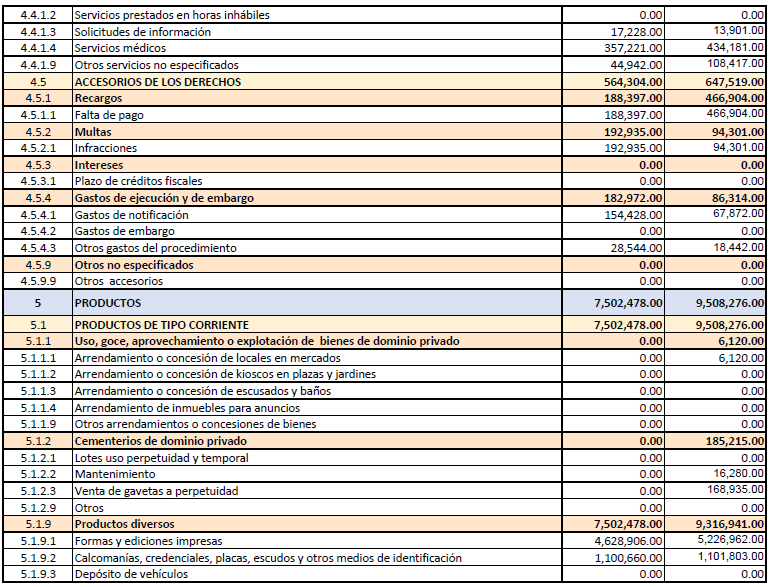 4.4.1.2 Servicios prestados en horas inhábiles 0.00 0.00
4.4.1.3 Solicitudes de información 17,228.00 13,901.00
4.4.1.4 Servicios médicos 357,221.00 434,181.00
4.4.1.9 Otros servicios no especificados 44,942.00 108,417.00
4.5 ACCESORIOS DE LOS DERECHOS 564,304.00 647,519.00
4.5.1 Recargos 188,397.00 466,904.00
4.5.1.1 Falta de pago 188,397.00 466,904.00
4.5.2 Multas 192,935.00 94,301.00
4.5.2.1 Infracciones 192,935.00 94,301.00
4.5.3 Intereses 0.00 0.00
4.5.3.1 Plazo de créditos fiscales 0.00 0.00
4.5.4 Gastos de ejecución y de embargo 182,972.00 86,314.00
4.5.4.1 Gastos de notificación 154,428.00 67,872.00
4.5.4.2 Gastos de embargo 0.00 0.00
4.5.4.3 Otros gastos del procedimiento 28,544.00 18,442.00
4.5.9 Otros no especificados 0.00 0.00
4.5.9.9 Otros accesorios 0.00 0.00
5 PRODUCTOS 7,502,478.00 9,508,276.00
5.1 PRODUCTOS DE TIPO CORRIENTE 7,502,478.00 9,508,276.00
5.1.1 Uso, goce, aprovechamiento o explotación de bienes de dominio privado 0.00 6,120.00
5.1.1.1 Arrendamiento o concesión de locales en mercados 0.00 6,120.00
5.1.1.2 Arrendamiento o concesión de kioscos en plazas y jardines 0.00 0.00
5.1.1.3 Arrendamiento o concesión de escusados y baños 0.00 0.00
5.1.1.4 Arrendamiento de inmuebles para anuncios 0.00 0.00
5.1.1.9 Otros arrendamientos o concesiones de bienes 0.00 0.00
5.1.2 Cementerios de dominio privado 0.00 185,215.00
5.1.2.1 Lotes uso perpetuidad y temporal 0.00 0.00
5.1.2.2 Mantenimiento 0.00 16,280.00
5.1.2.3 Venta de gavetas a perpetuidad 0.00 168,935.00
5.1.2.9 Otros 0.00 0.00
5.1.9 Productos diversos 7,502,478.00 9,316,941.00
5.1.9.1 Formas y ediciones impresas 4,628,906.00 5,226,962.00
5.1.9.2 Calcomanías, credenciales, placas, escudos y otros medios de identificación 1,100,660.00 1,101,803.00
5.1.9.3 Depósito de vehículos 0.00 0.00